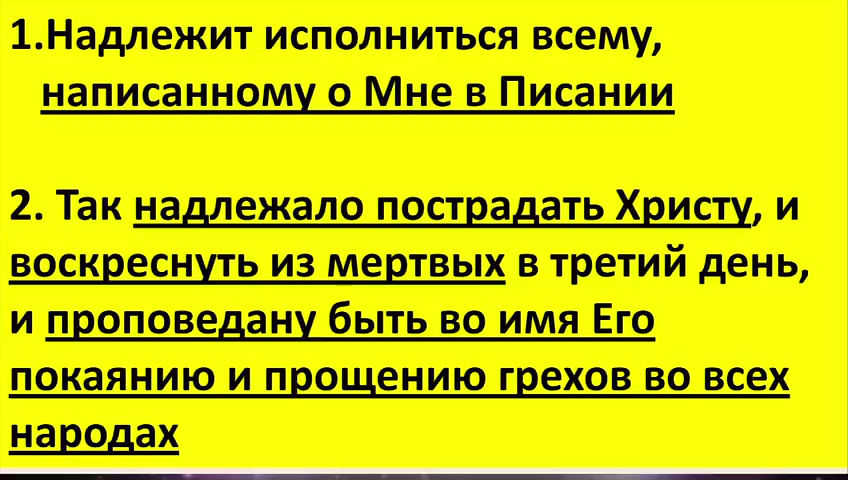 1.Надлежит исполниться всему,
написанному о Мне в Писании
2. Так надлежало пострадать Христу, и
воскреснуть из мертвых в третий день,
и проповедану быть во имя Его
покаянию и прощению грехов во всех
народах